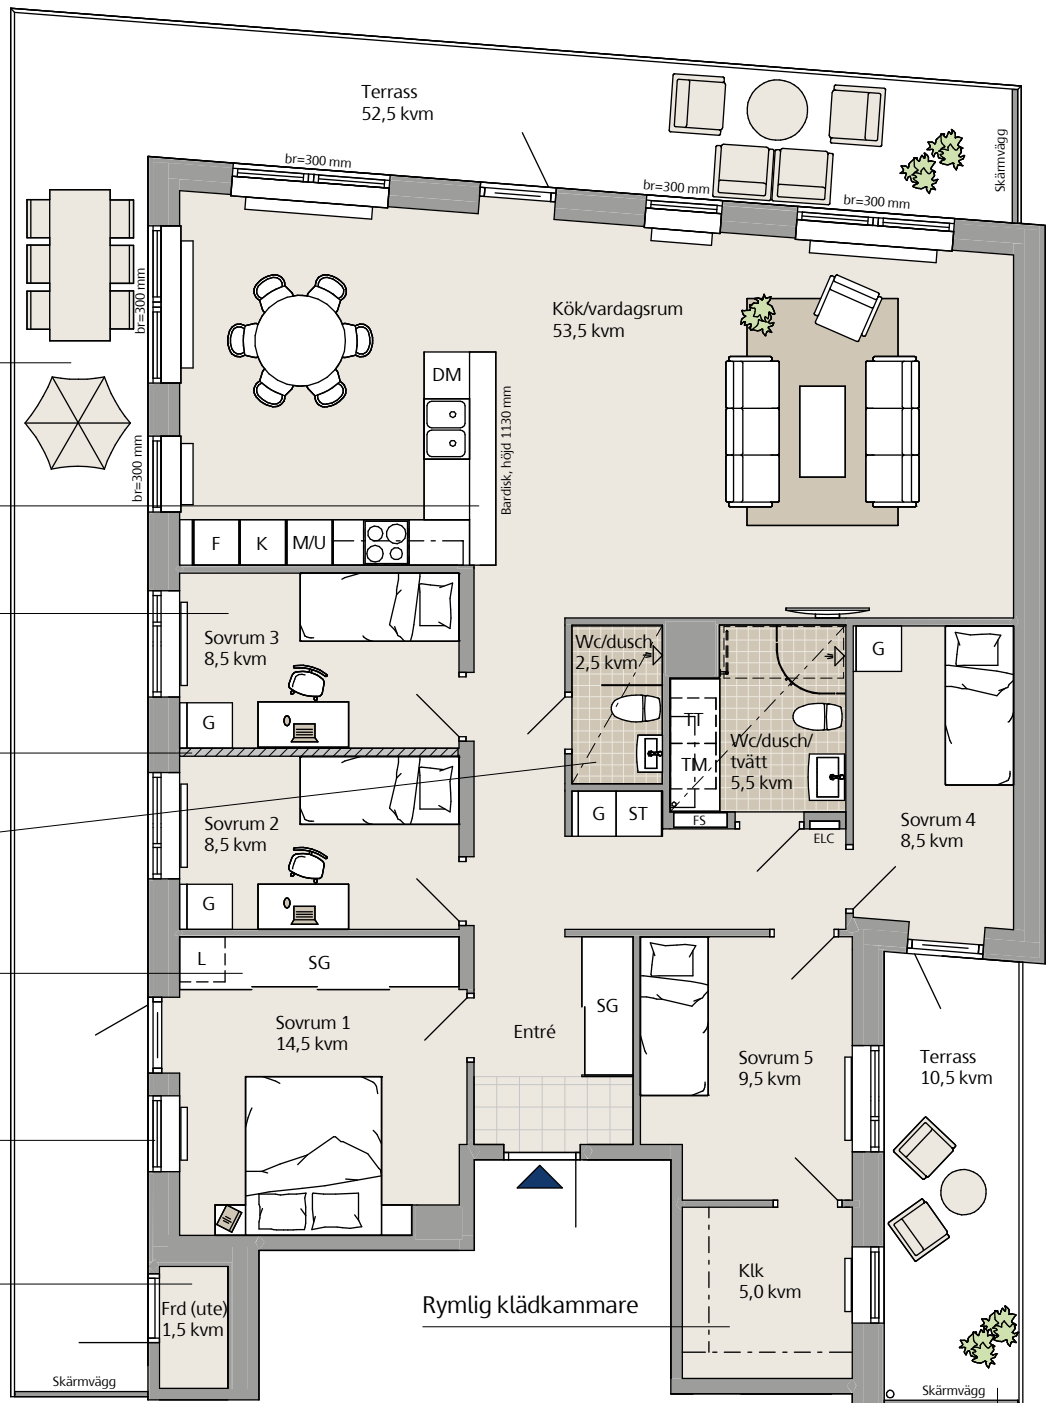 Terrass
52,5 kvm
Skärmvägg
br=300 mm
br=300 mm
br=300 mm
br=300 mm
br=300 mm
Kök/vardagsrum
53,5 kvm
DM
Bardisk, höjd 1130 mm
F
K
M/U
Sovrum 3
8,5 kvm
G
Wc/dusch
2,5 kvm
G
TT
TM
Wc/dusch/
tvätt
5,5 kvm
Sovrum 2
8,5 kvm
G
G
ST
FS
ELC
Sovrum 4
8,5 kvm
L
SG
Sovrum 1
14,5 kvm
Entré
SG
Sovrum 5
9,5 kvm
Terrass
10,5 kvm
Klk
5,0 kvm
Rymlig klädkammare
Frd (ute)
1,5 kvm
Skärmvägg
Skärmvägg